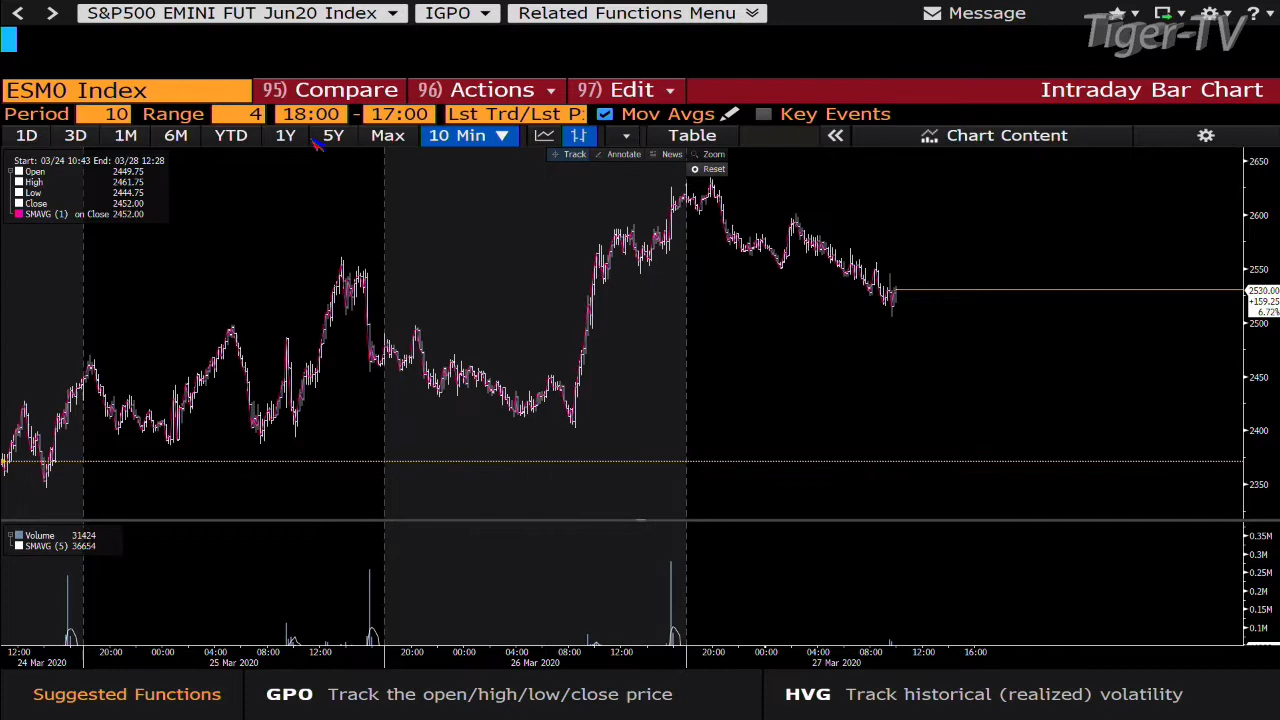 S&P500 EMINI FUT Jun20 Index IGPO Related Functions Menu Message ?
Tiger-TV
ESM0 Index 95) Compare 96) Actions 97) Edit Intraday Bar Chart
Period 10 Range 4 18:00 - 17:00 Lst Trd/Lst P Mov Avgs Key Events
1D 3D 1M 6M YTD 1Y 5Y Max 10 Min Table Chart Content
Track Annotate News Zoom
Reset
Start: 03/24 10:43 End: 03/28 12:28
Open 2449.75
High 2461.75
Low 2444.75
Close 2452.00
SMAVG (1) on Close 2452.00
2650
2600
2550
2530.00
+159.25
6.72%
2500
2450
2400
2350
Volume 31424
SMAVG (5) 36654
0.35M
0.3M
0.25M
0.2M
0.15M
0.1M
12:00 20:00 00:00 04:00 08:00 12:00 20:00 00:00 04:00 08:00 12:00 20:00 00:00 04:00 08:00 12:00 16:00
24 Mar 2020 25 Mar 2020 26 Mar 2020 27 Mar 2020
Suggested Functions GPO Track the open/high/low/close price HVG Track historical (realized) volatility